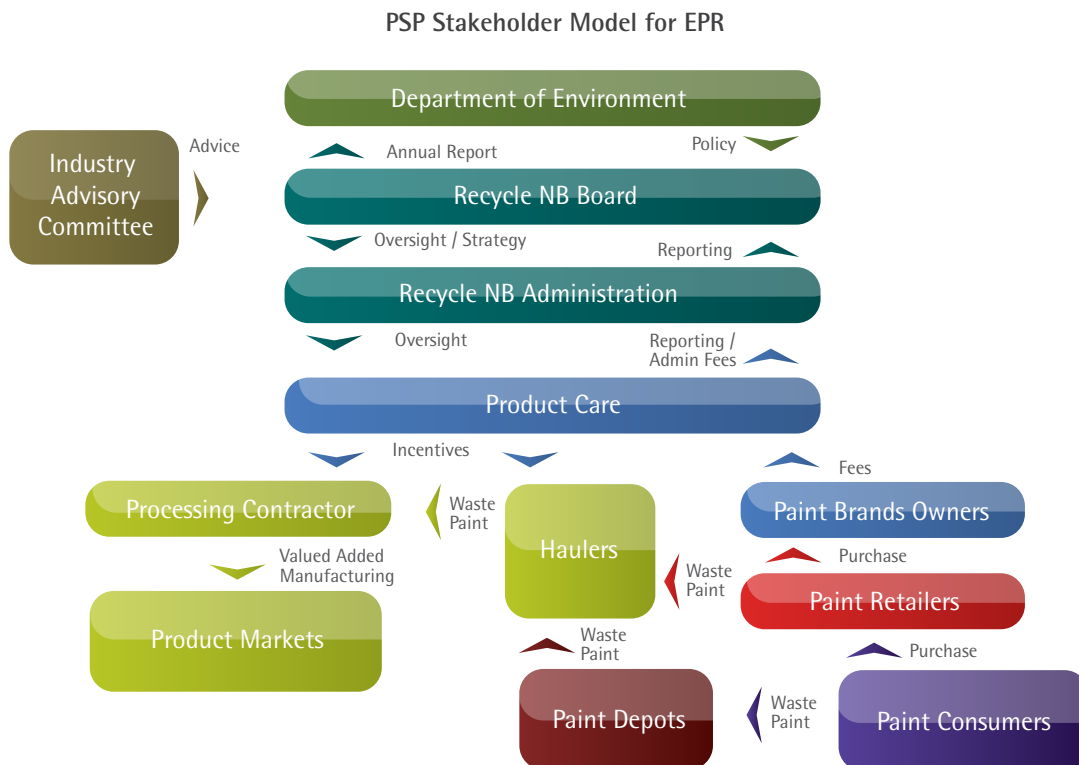 PSP Stakeholder Model for EPR
Department of Environment
Industry
Advisory
Committee
Advice
Annual Report
Policy
Recycle NB Board
Oversight / Strategy
Reporting
Recycle NB Administration
Oversight
Reporting /
Admin Fees
Product Care
Incentives
Fees
Processing Contractor
Waste
Paint
Haulers
Paint Brands Owners
Valued Added
Manufacturing
Purchase
Waste
Paint
Paint Retailers
Product Markets
Waste
Paint
Purchase
Paint Depots
Waste
Paint
Paint Consumers